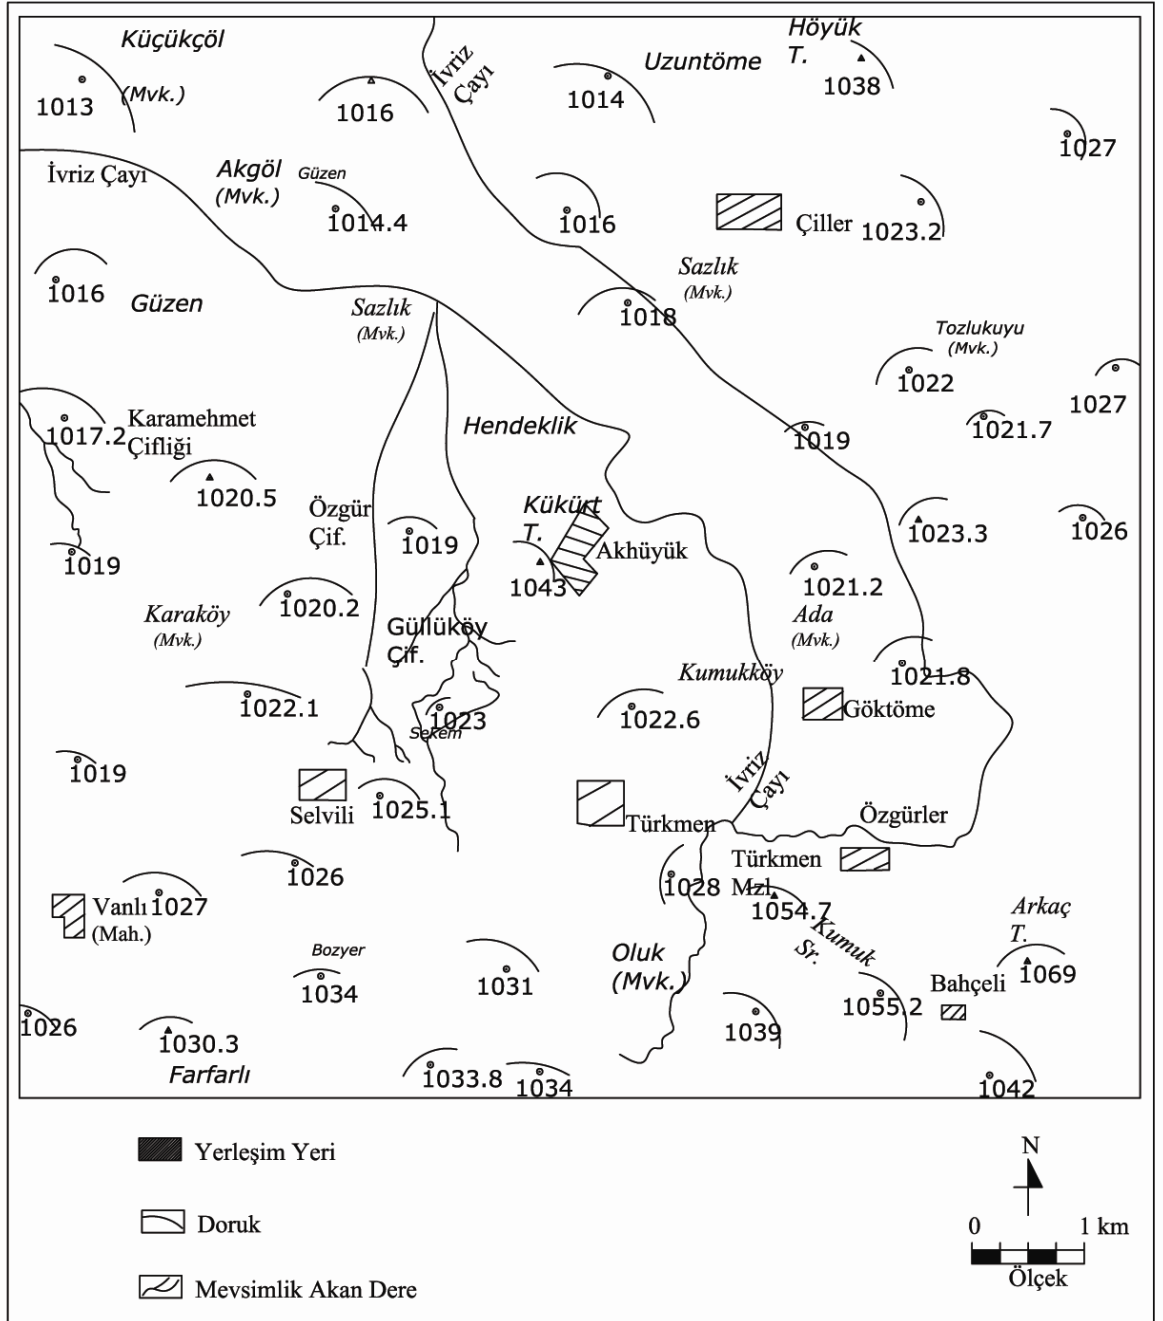 Küçükçöl
(Mvk.)
1013
1016
İvriz
Çayı
Uzuntöme
1014
Höyük
T.
1038
1027
İvriz Çayı
Akgöl
(Mvk.)
Güzen
1014.4
1016
Çiller
1023.2
1016
Güzen
Sazlık
(Mvk.)
Sazlık
(Mvk.)
1018
Tozlukuyu
(Mvk.)
1022
1027
1017.2
Karamehmet
Çifliği
Hendeklik
1019
1021.7
1020.5
Özgür
Çif.
1019
Kükürt
T.
Akhüyük
1043
1023.3
1026
1019
1020.2
1021.2
Karaköy
(Mvk.)
Güllüköy
Çif.
Ada
(Mvk.)
1022.1
1023
Sekem
Kumukköy
1022.6
1021.8
Göktöme
1019
Selvili
1025.1
Türkmen
İvriz
Çayı
Özgürler
1026
1028
Türkmen
Mzl.
1054.7
Vanlı
(Mah.)
1027
Kumuk
Sr.
Arkaç
T.
1069
Bozyer
1034
1031
Oluk
(Mvk.)
1055.2
Bahçeli
1026
1030.3
Farfarlı
1039
1033.8
1034
1042
Yerleşim Yeri
Doruk
Mevsimlik Akan Dere
N
0 1 km
Ölçek